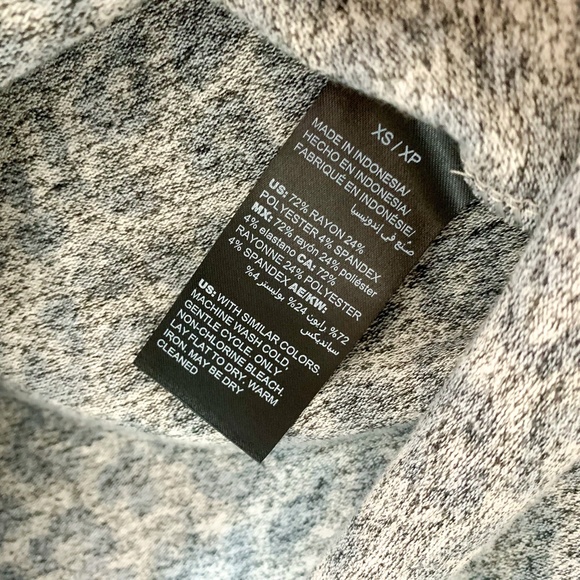 XS / XP
MADE IN INDONESIA/
HECHO EN INDONESIA/
FABRIQUÉ EN INDONÉSIE/
صنع في إندونيسيا
US: 72% RAYON 24%
POLYESTER 4% SPANDEX
MX: 72% rayón 24% poliéster
4% elastano CA: 72%
RAYONNE 24% POLYESTER
4% SPANDEX AE/KW:
72% رايون 24% بوليستر 4%
سباندكس
US: WITH SIMILAR COLORS.
MACHINE WASH COLD,
GENTLE CYCLE. ONLY
NON-CHLORINE BLEACH.
LAY FLAT TO DRY. WARM
IRON. MAY BE DRY
CLEANED